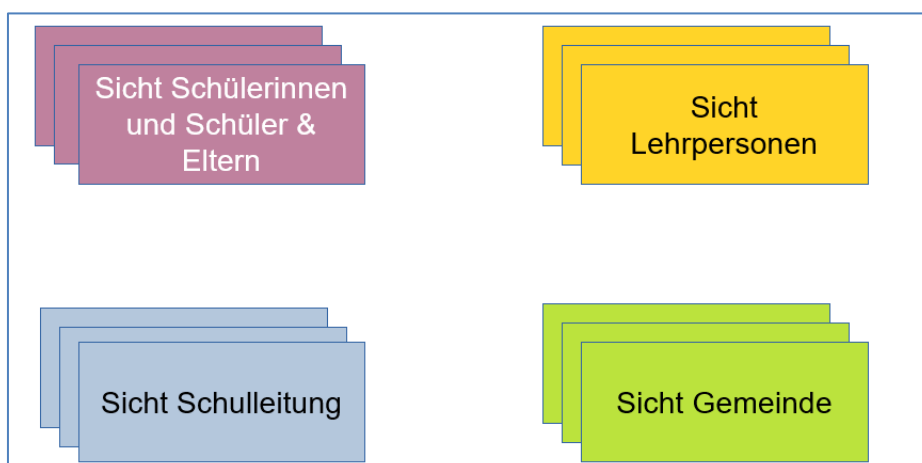 Sicht Schülerinnen
und Schüler &
Eltern
Sicht
Lehrpersonen
Sicht Schulleitung
Sicht Gemeinde